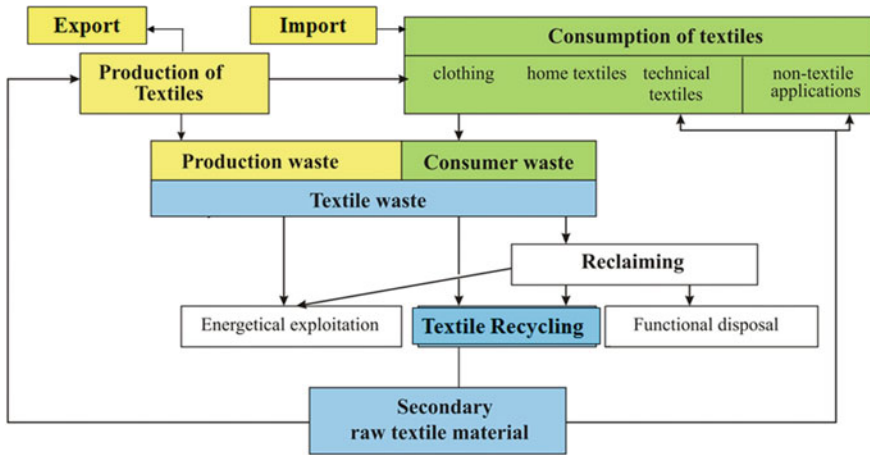 Export
Import
Consumption of textiles
Production of
Textiles
clothing
home textiles
technical
textiles
non-textile
applications
Production waste
Consumer waste
Textile waste
Reclaiming
Energetical exploitation
Textile Recycling
Functional disposal
Secondary
raw textile material